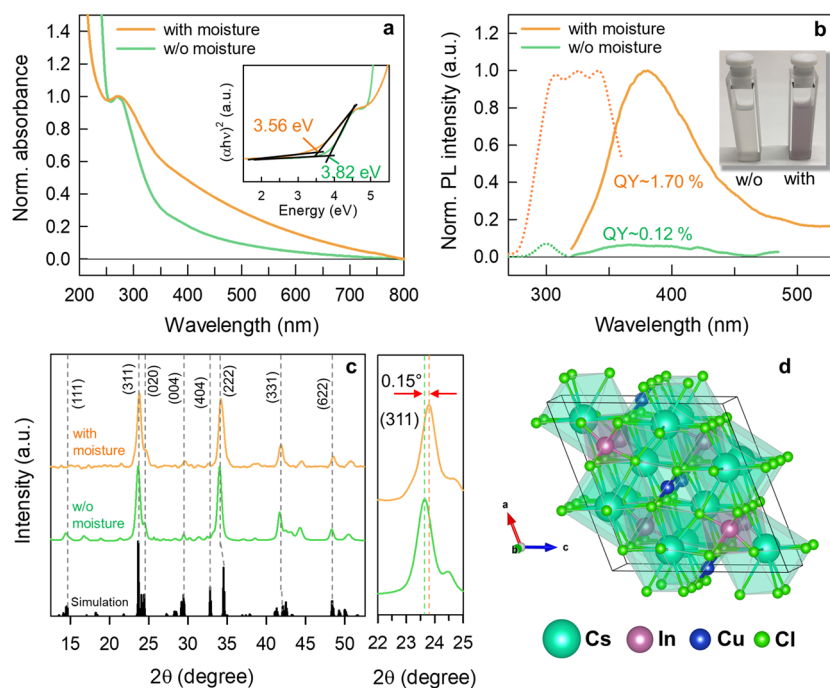 with moisture
w/o moisture
a
1.4
1.2
1.0
0.8
0.6
0.4
0.2
0.0
Norm. absorbance
200 300 400 500 600 700 800
Wavelength (nm)
(αhν)² (a.u.)
3.56 eV
3.82 eV
2 3 4 5
Energy (eV)
with moisture
w/o moisture
b
1.2
1.0
0.8
0.6
0.4
0.2
0.0
Norm. PL intensity (a.u.)
QY~1.70 %
QY~0.12 %
w/o with
300 400 500
Wavelength (nm)
c
(111)
(311)
(020)
(004)
(404)
(222)
(331)
(622)
with
moisture
w/o
moisture
Simulation
Intensity (a.u.)
15 20 25 30 35 40 45 50
2θ (degree)
0.15°
(311)
22 23 24 25
2θ (degree)
d
a
b
c
Cs In Cu Cl